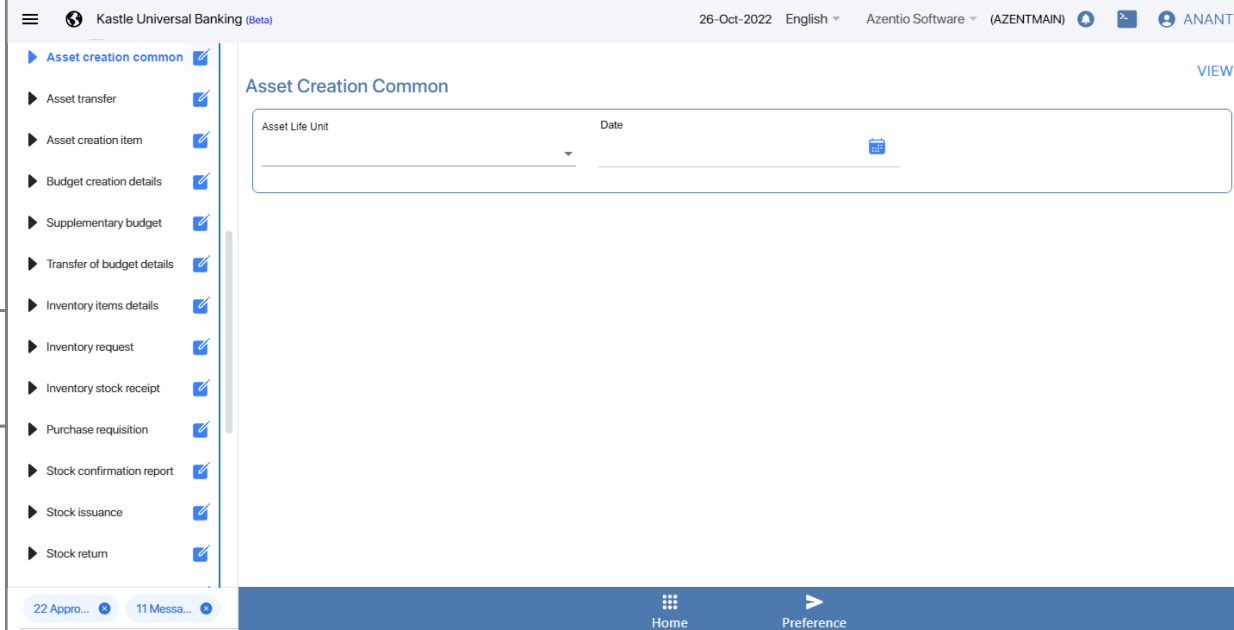 Kastle Universal Banking (Beta)
26-Oct-2022 English Azentio Software (AZENTMAIN) ANANT
Asset creation common
Asset transfer
Asset creation item
Budget creation details
Supplementary budget
Transfer of budget details
Inventory items details
Inventory request
Inventory stock receipt
Purchase requisition
Stock confirmation report
Stock issuance
Stock return
22 Appro...
11 Messa...
VIEW
Asset Creation Common
Asset Life Unit
Date
Home
Preference